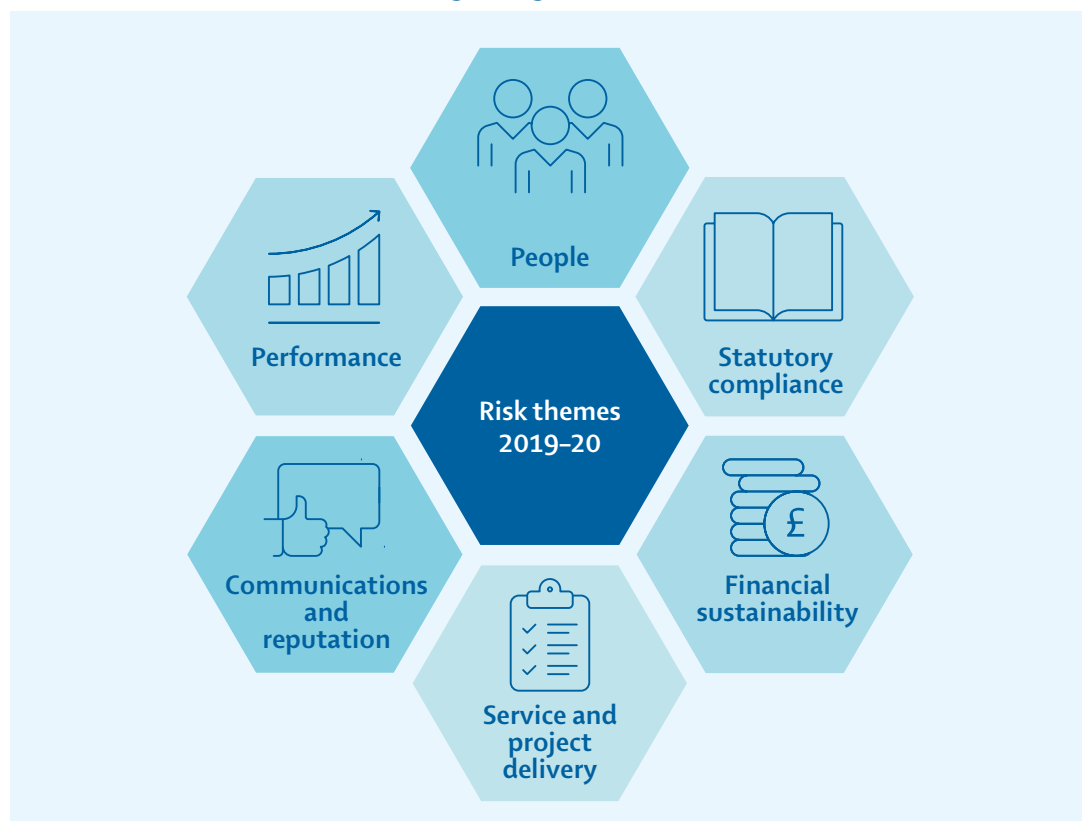 People
Performance
Statutory
compliance
Risk themes
2019–20
Communications
and
reputation
£
Financial
sustainability
Service and
project
delivery